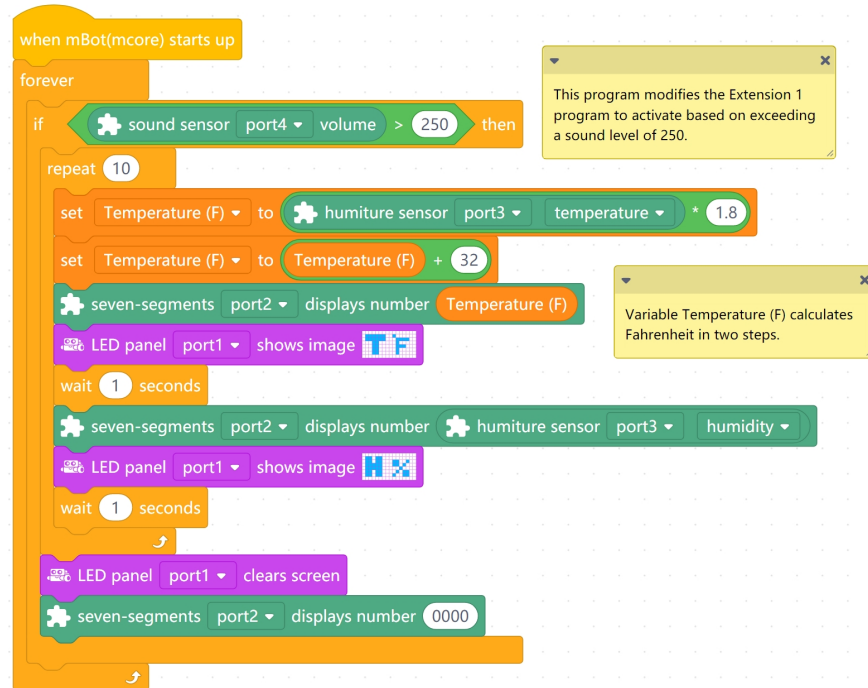 when mBot(mcore) starts up
forever
if sound sensor port4 volume > 250 then
repeat 10
set Temperature (F) to humiture sensor port3 temperature * 1.8
set Temperature (F) to Temperature (F) + 32
seven-segments port2 displays number Temperature (F)
LED panel port1 shows image T°F
wait 1 seconds
seven-segments port2 displays number humiture sensor port3 humidity
LED panel port1 shows image H %
wait 1 seconds
LED panel port1 clears screen
seven-segments port2 displays number 0000
This program modifies the Extension 1
program to activate based on exceeding
a sound level of 250.
Variable Temperature (F) calculates
Fahrenheit in two steps.